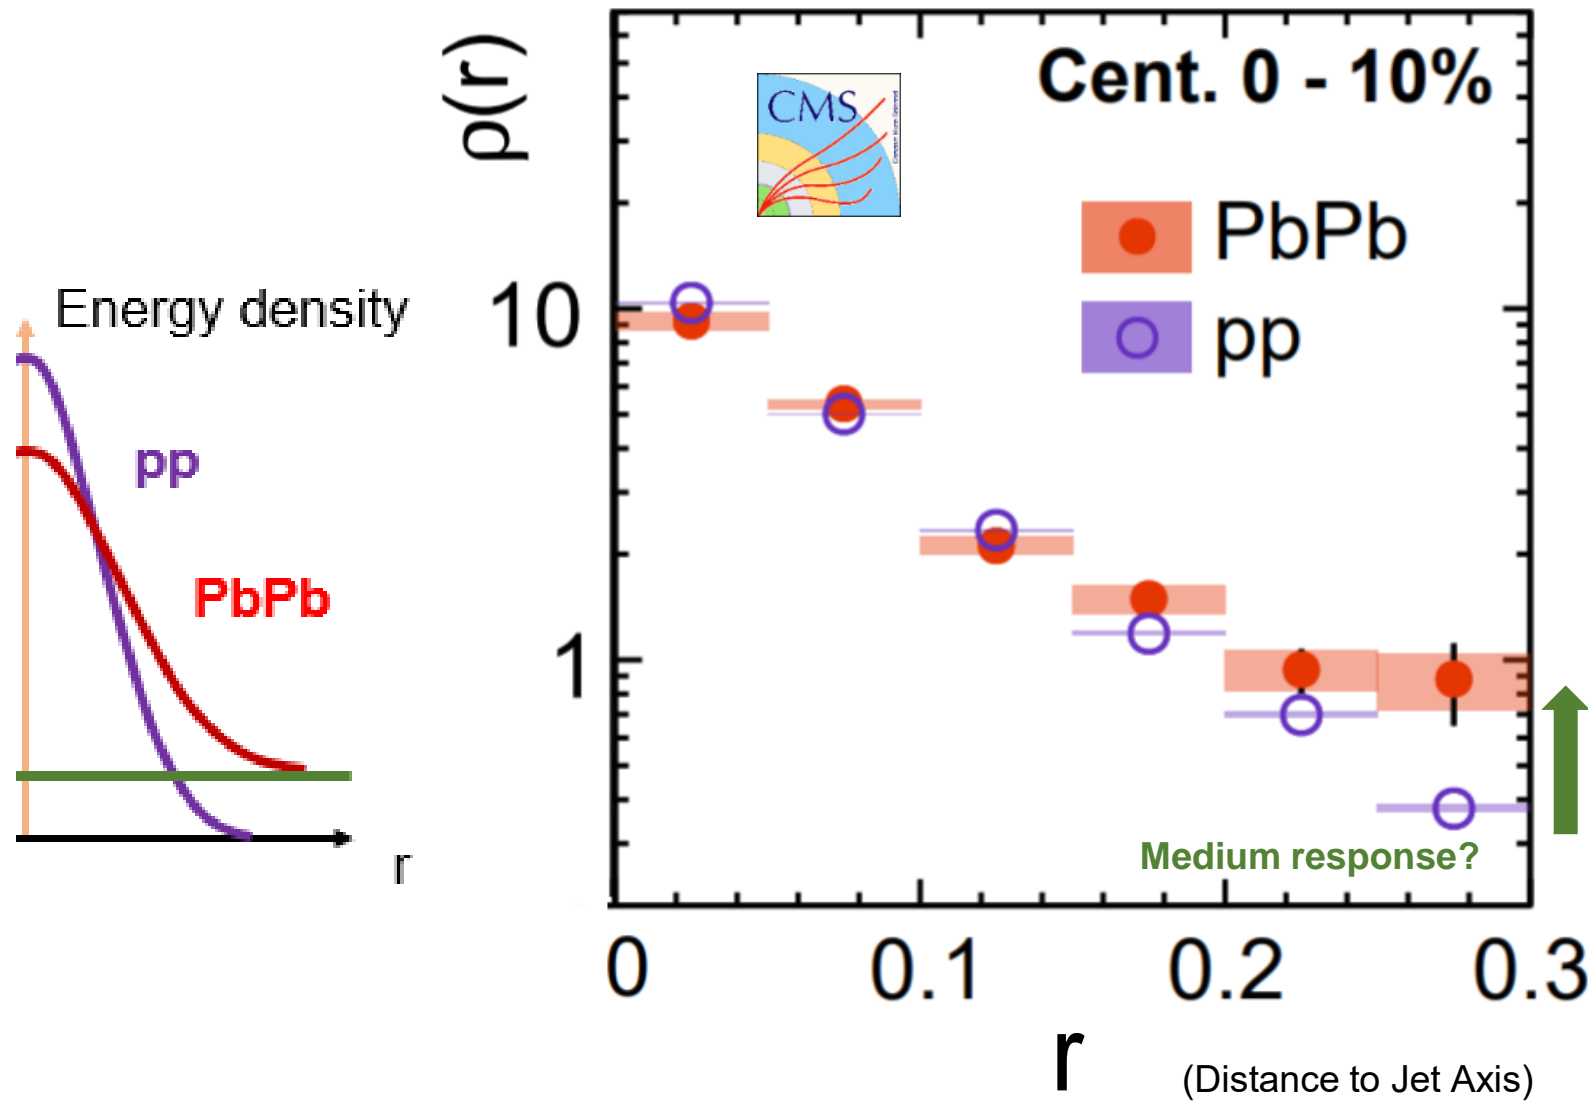 ρ(r)
CMS
Cent. 0 - 10%
PbPb
pp
10
1
Energy density
pp
PbPb
r
Medium response?
0
0.1
0.2
0.3
r
(Distance to Jet Axis)